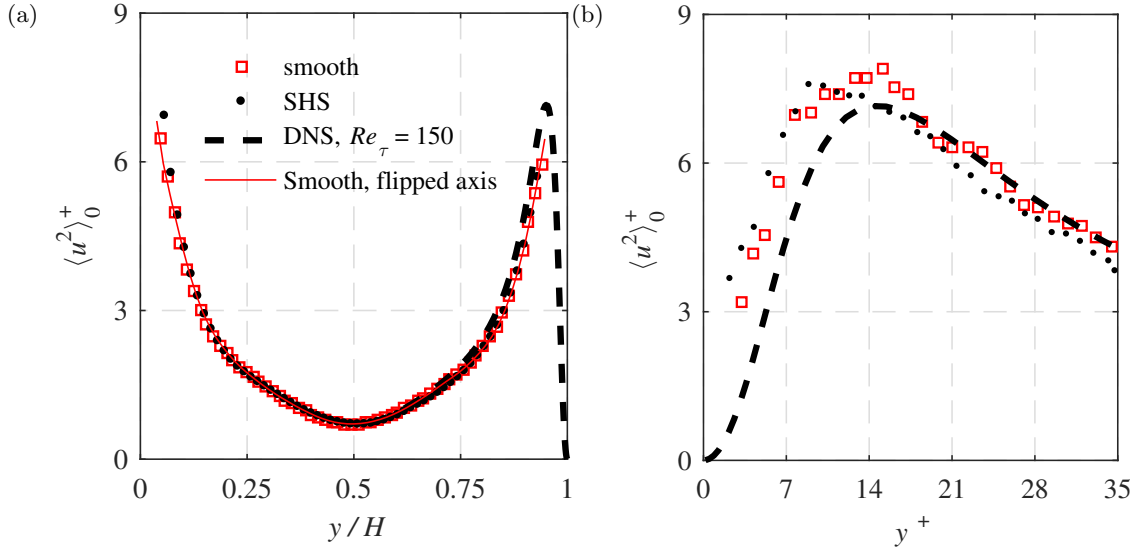 (a)
9
6
3
0
⟨u²⟩₀⁺
smooth
SHS
DNS, Re_τ = 150
Smooth, flipped axis
0 0.25 0.5 0.75 1
y / H
(b)
9
6
3
0
⟨u²⟩₀⁺
0 7 14 21 28 35
y⁺